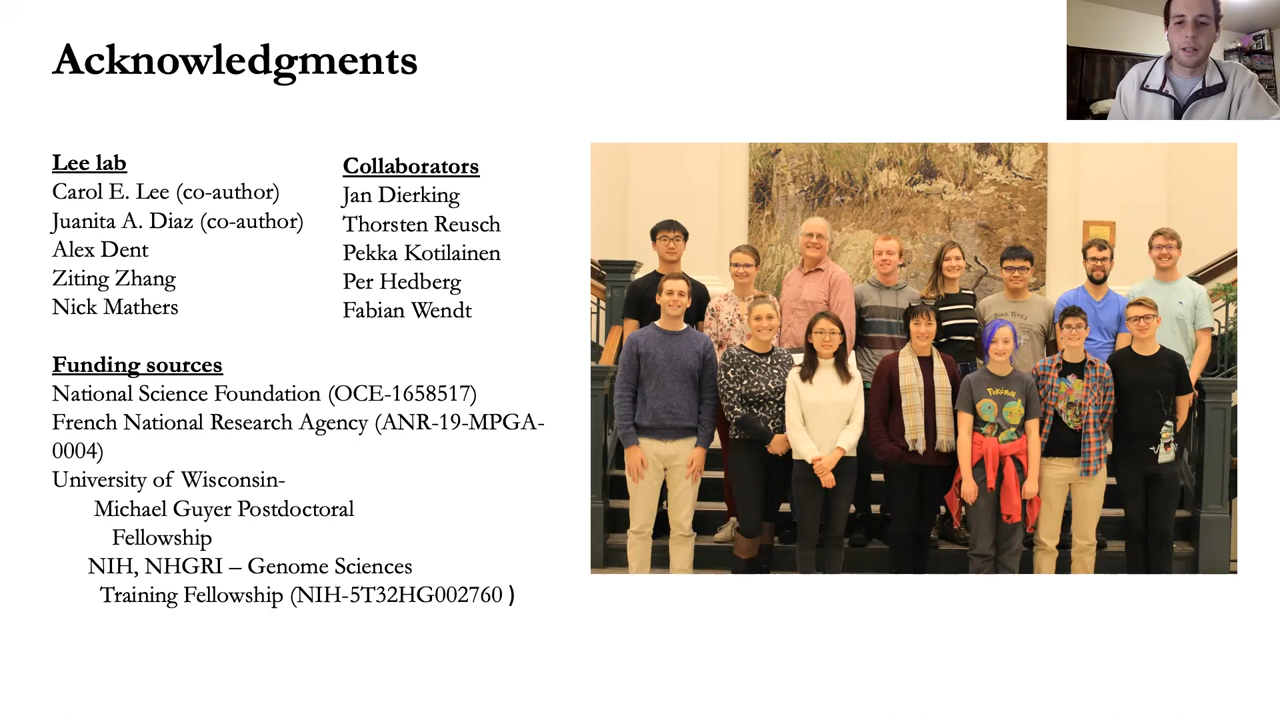 Acknowledgments
Lee lab
Carol E. Lee (co-author)
Juanita A. Diaz (co-author)
Alex Dent
Ziting Zhang
Nick Mathers
Collaborators
Jan Dierking
Thorsten Reusch
Pekka Kotilainen
Per Hedberg
Fabian Wendt
Funding sources
National Science Foundation (OCE-1658517)
French National Research Agency (ANR-19-MPGA-
0004)
University of Wisconsin-
Michael Guyer Postdoctoral
Fellowship
NIH, NHGRI – Genome Sciences
Training Fellowship (NIH-5T32HG002760 )